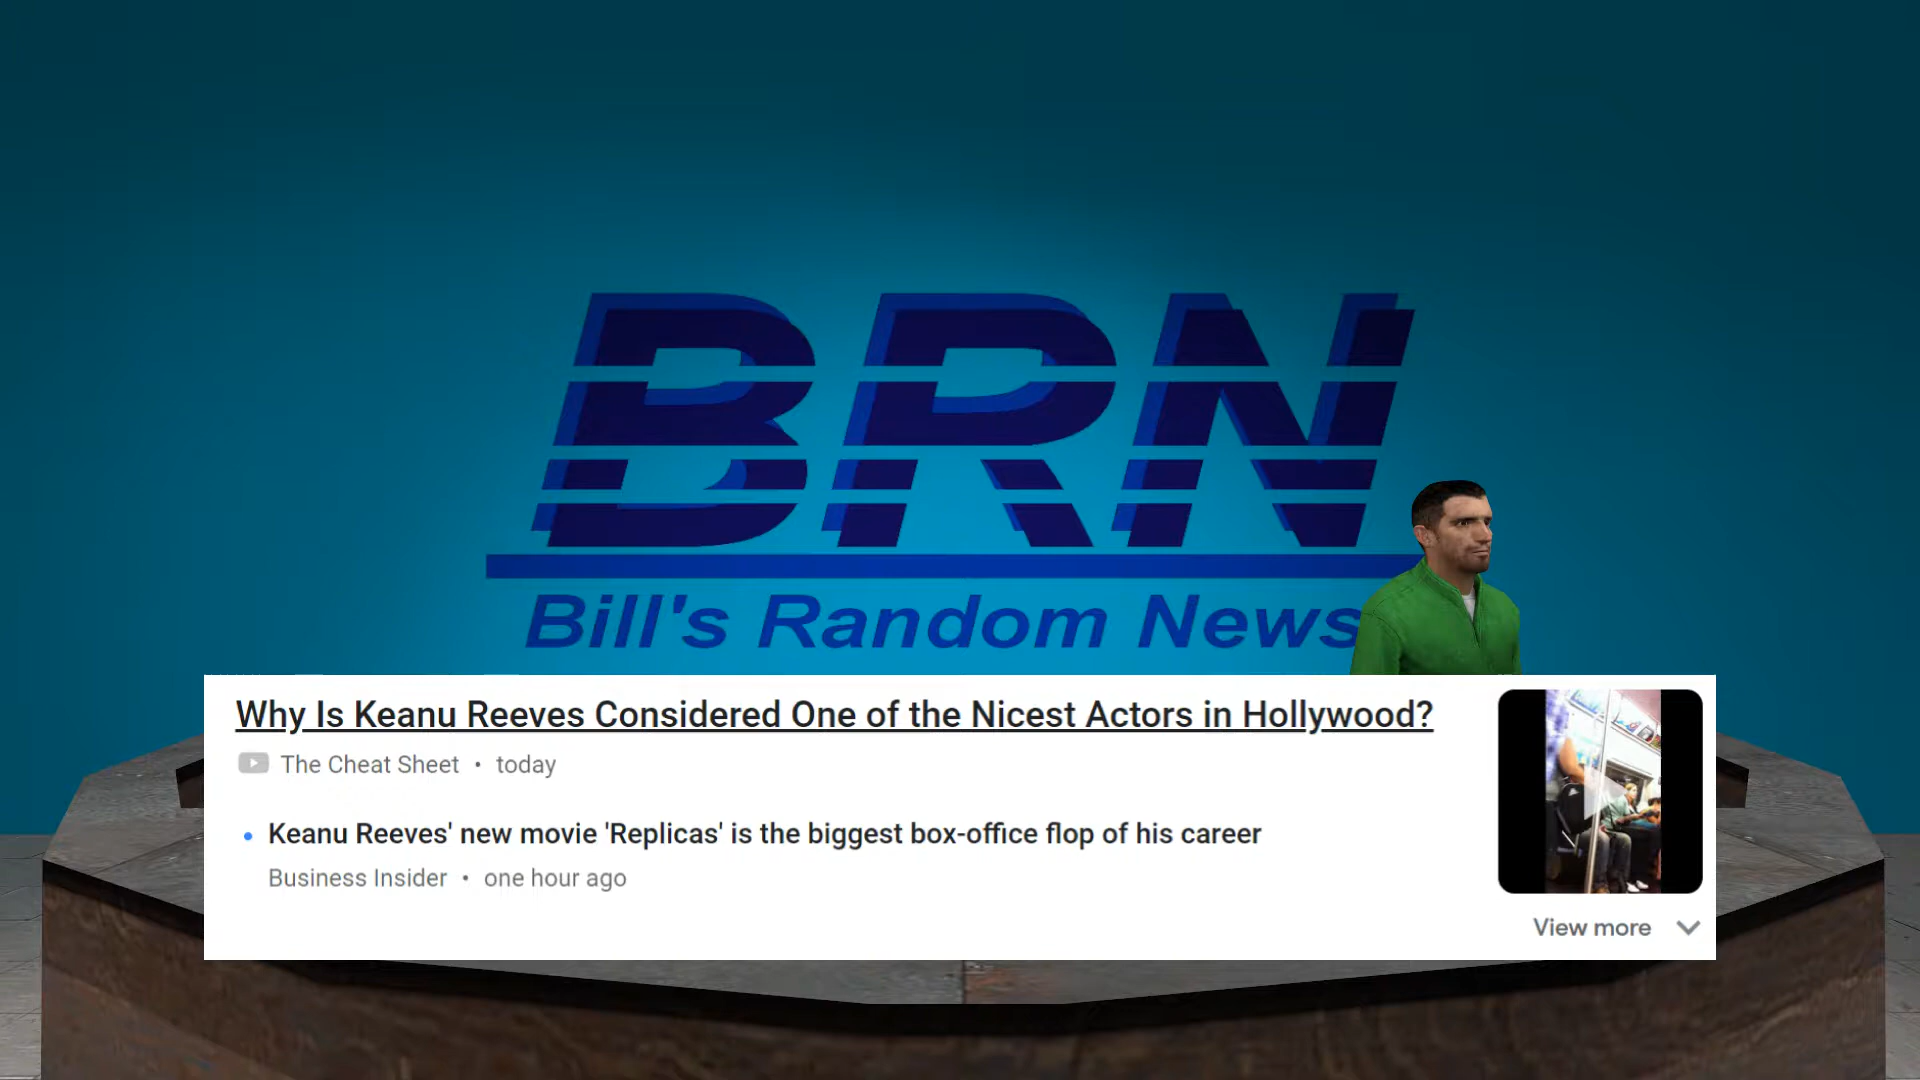 BRN
Bill's Random News
Why Is Keanu Reeves Considered One of the Nicest Actors in Hollywood?
The Cheat Sheet • today
• Keanu Reeves' new movie 'Replicas' is the biggest box-office flop of his career
Business Insider • one hour ago
View more